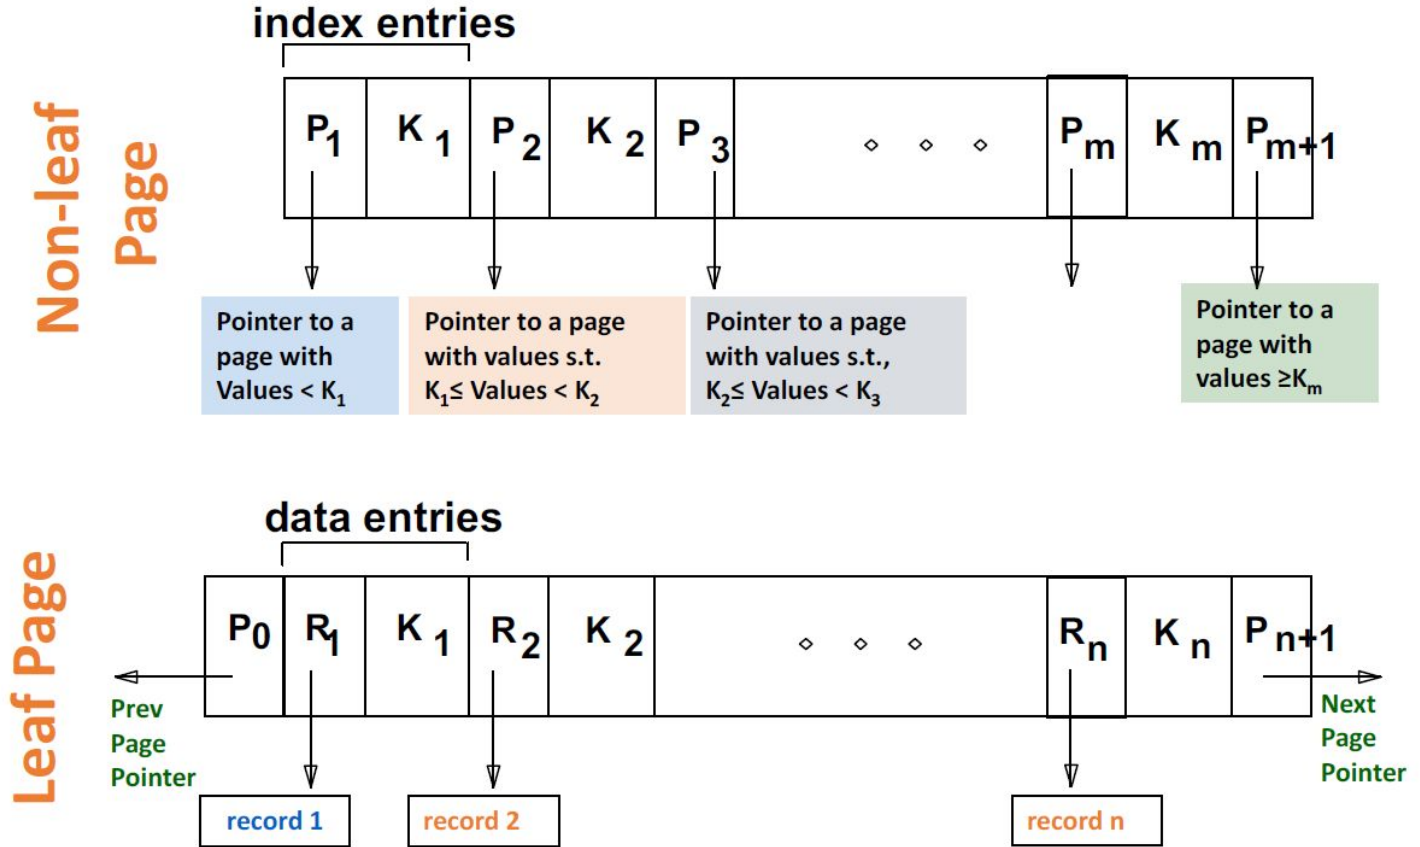 index entries
Non-leaf
Page
P₁ K₁ P₂ K₂ P₃ Pₘ Kₘ Pₘ₊₁
Pointer to a
page with
Values < K₁
Pointer to a page
with values s.t.
K₁≤ Values < K₂
Pointer to a page
with values s.t.,
K₂≤ Values < K₃
Pointer to a
page with
values ≥Kₘ
data entries
Leaf Page
P₀ R₁ K₁ R₂ K₂ Rₙ Kₙ Pₙ₊₁
Prev
Page
Pointer
Next
Page
Pointer
record 1
record 2
record n